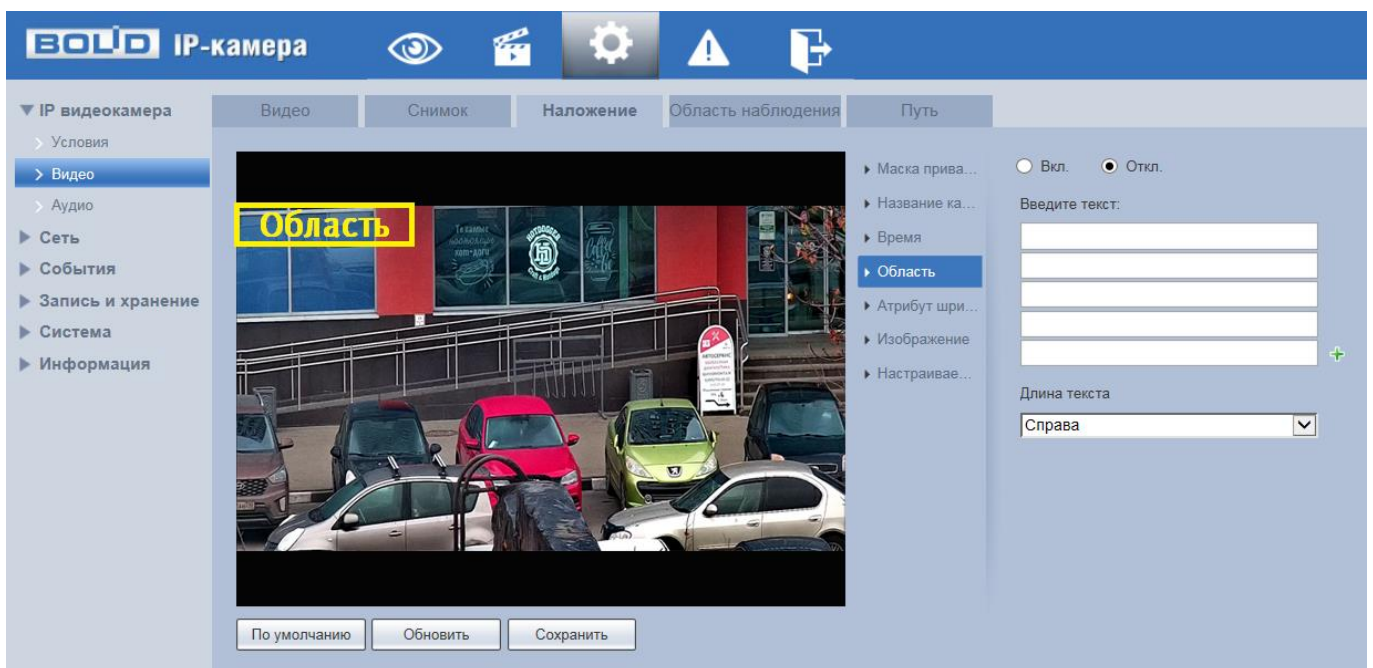 BOLID IP-камера
IP видеокамера
Условия
Видео
Аудио
Сеть
События
Запись и хранение
Система
Информация
Видео
Снимок
Наложение
Область наблюдения
Путь
Область
HOTDOGGER
АВТОСЕРВИС
По умолчанию
Обновить
Сохранить
Маска прива...
Название ка...
Время
Область
Атрибут шри...
Изображение
Настраивае...
Вкл.
Откл.
Введите текст:
Длина текста
Справа